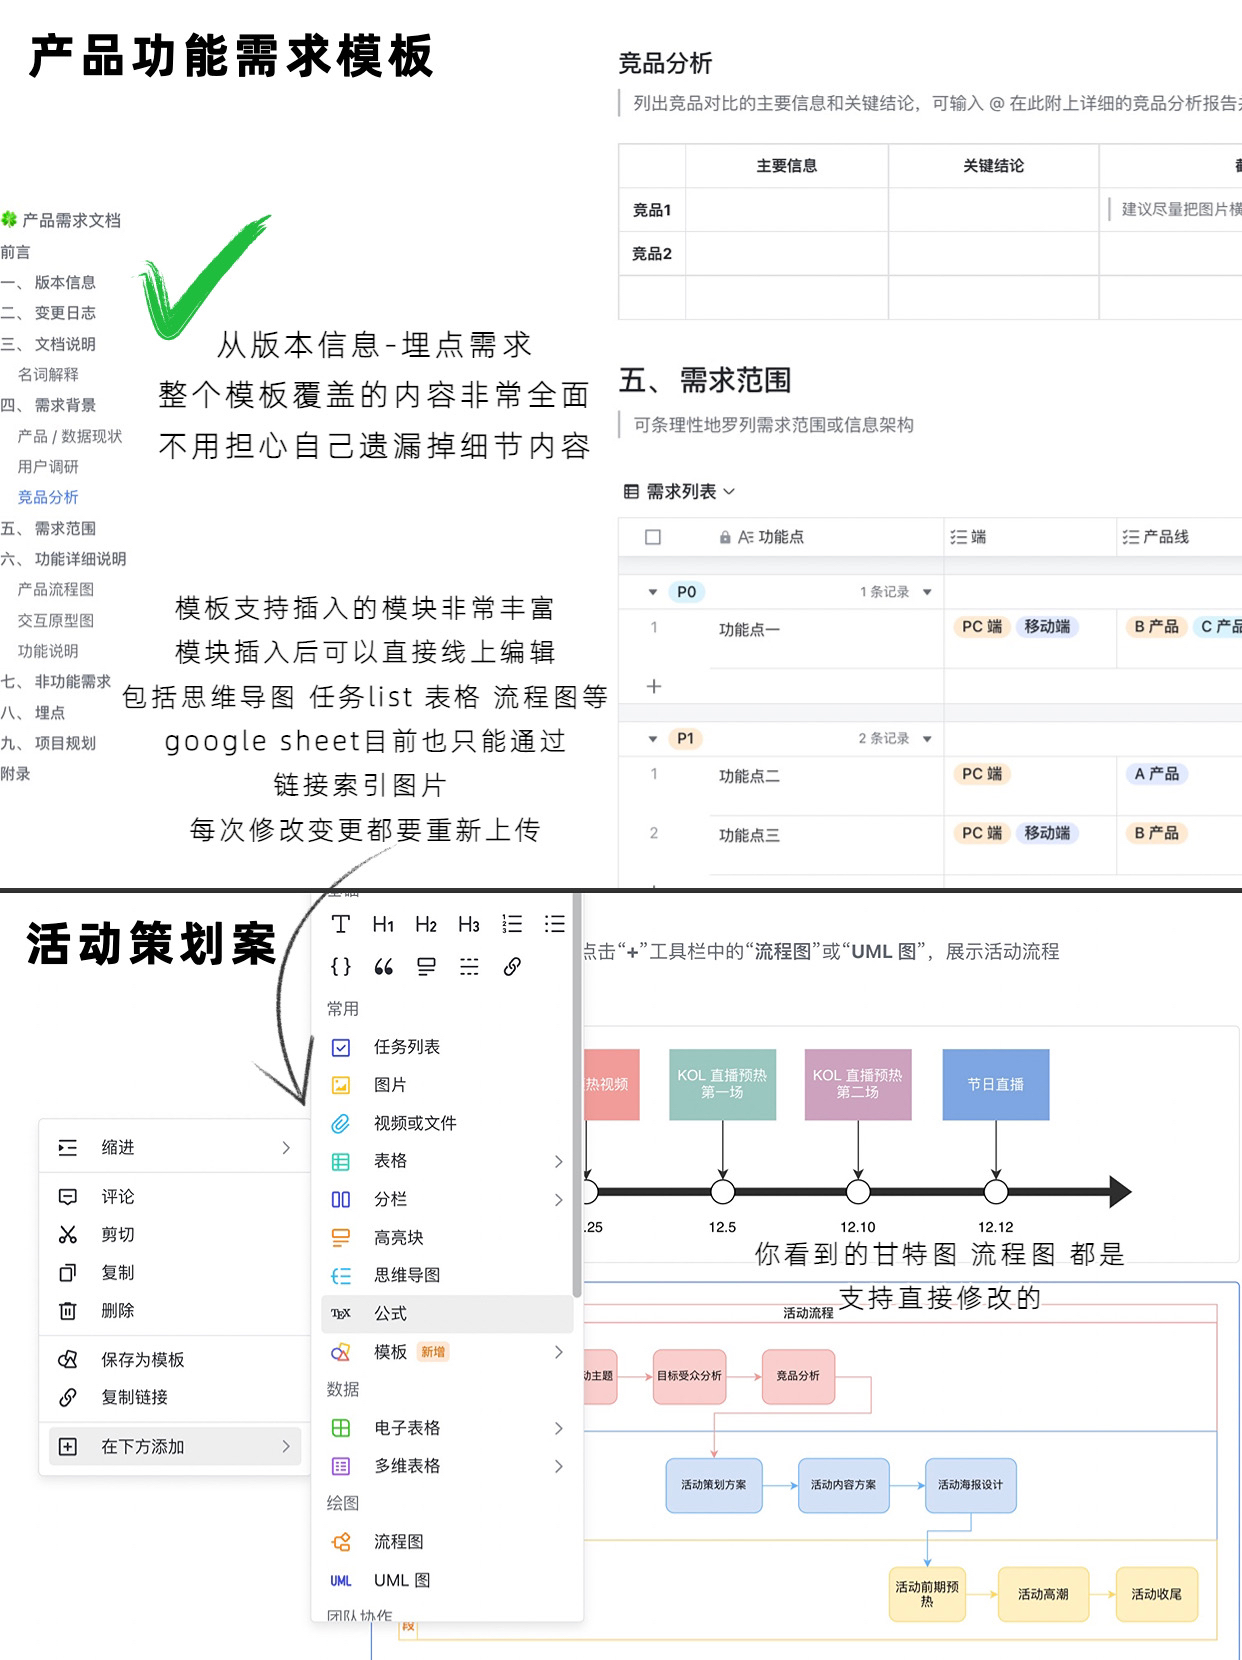 产品功能需求模板
产品需求文档
前言
一、 版本信息
二、 变更日志
三、 文档说明
名词解释
四、 需求背景
产品 / 数据现状
用户调研
竞品分析
五、 需求范围
六、 功能详细说明
产品流程图
交互原型图
功能说明
七、 非功能需求
八、 埋点
九、 项目规划
附录
从版本信息-埋点需求
整个模板覆盖的内容非常全面
不用担心自己遗漏掉细节内容
模板支持插入的模块非常丰富
模块插入后可以直接线上编辑
包括思维导图 任务list 表格 流程图等
google sheet目前也只能通过
链接索引图片
每次修改变更都要重新上传
竞品分析
列出竞品对比的主要信息和关键结论，可输入 @ 在此附上详细的竞品分析报告
主要信息 关键结论
竞品1 建议尽量把图片横
竞品2
五、 需求范围
可条理性地罗列需求范围或信息架构
需求列表
功能点 端 产品线
P0 1 条记录
1 功能点一 PC 端 移动端 B 产品 C 产品
P1 2 条记录
1 功能点二 PC 端 A 产品
2 功能点三 PC 端 移动端 B 产品
活动策划案
缩进
评论
剪切
复制
删除
保存为模板
复制链接
在下方添加
T H1 H2 H3
{ }
常用
任务列表
图片
视频或文件
表格
分栏
高亮块
思维导图
TEX 公式
模板 新增
数据
电子表格
多维表格
绘图
流程图
UML UML 图
团队协作
点击“+”工具栏中的“流程图”或“UML 图”，展示活动流程
热视频
KOL 直播预热
第一场
KOL 直播预热
第二场
节日直播
.25 12.5 12.10 12.12
你看到的甘特图 流程图 都是
支持直接修改的
活动流程
动主题 目标受众分析 竞品分析
活动策划方案 活动内容方案 活动海报设计
活动前期预
热
活动高潮 活动收尾
段